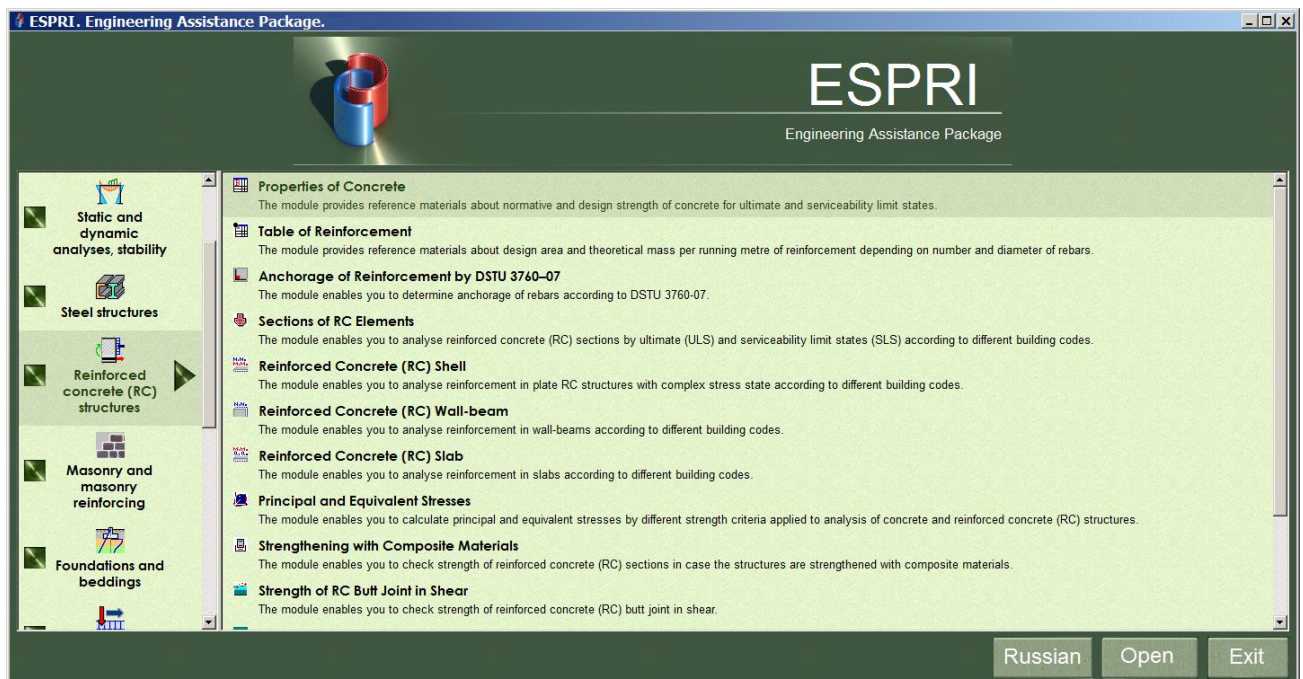 ESPRI. Engineering Assistance Package.
ESPRI
Engineering Assistance Package
Static and
dynamic
analyses, stability
Steel structures
Reinforced
concrete (RC)
structures
Masonry and
masonry
reinforcing
Foundations and
beddings
Properties of Concrete
The module provides reference materials about normative and design strength of concrete for ultimate and serviceability limit states.
Table of Reinforcement
The module provides reference materials about design area and theoretical mass per running metre of reinforcement depending on number and diameter of rebars.
Anchorage of Reinforcement by DSTU 3760–07
The module enables you to determine anchorage of rebars according to DSTU 3760-07.
Sections of RC Elements
The module enables you to analyse reinforced concrete (RC) sections by ultimate (ULS) and serviceability limit states (SLS) according to different building codes.
Reinforced Concrete (RC) Shell
The module enables you to analyse reinforcement in plate RC structures with complex stress state according to different building codes.
Reinforced Concrete (RC) Wall-beam
The module enables you to analyse reinforcement in wall-beams according to different building codes.
Reinforced Concrete (RC) Slab
The module enables you to analyse reinforcement in slabs according to different building codes.
Principal and Equivalent Stresses
The module enables you to calculate principal and equivalent stresses by different strength criteria applied to analysis of concrete and reinforced concrete (RC) structures.
Strengthening with Composite Materials
The module enables you to check strength of reinforced concrete (RC) sections in case the structures are strengthened with composite materials.
Strength of RC Butt Joint in Shear
The module enables you to check strength of reinforced concrete (RC) butt joint in shear.
Russian
Open
Exit